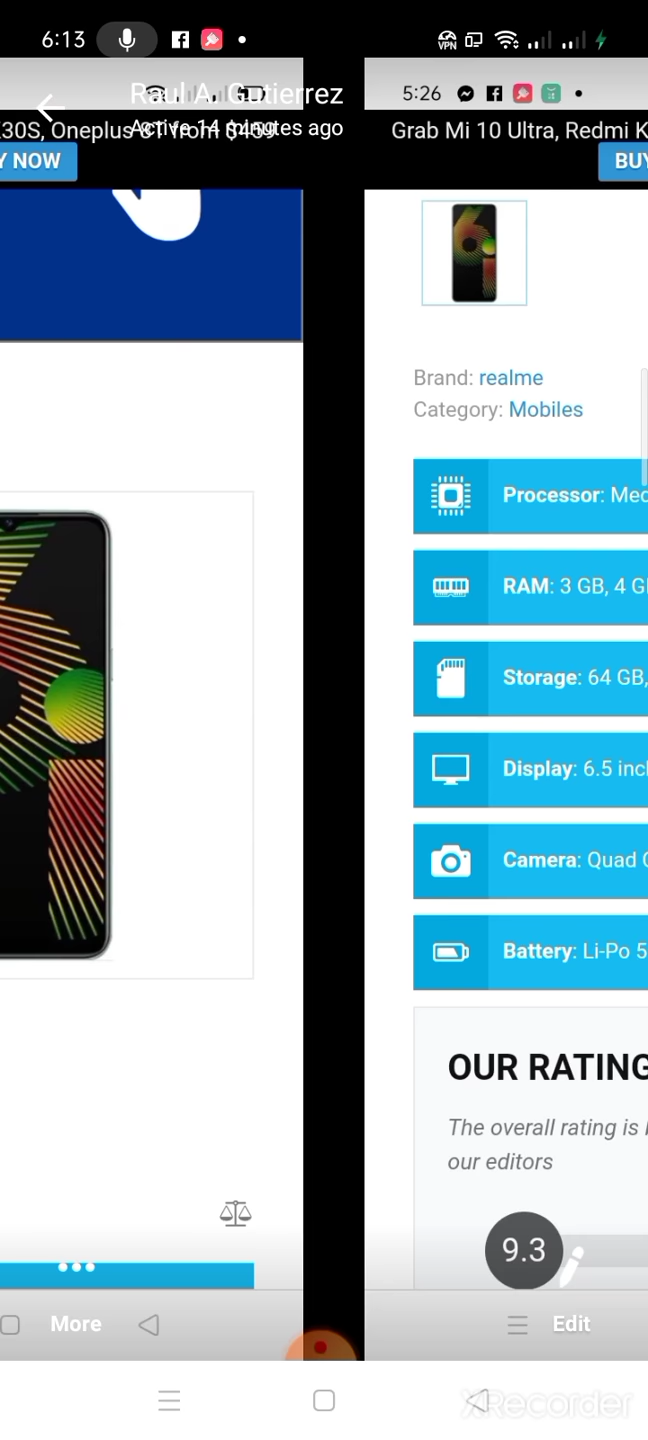 6:13
VPN
Raul A. Gutierrez
Active 14 minutes ago
30S, Oneplus 8T from $459
Y NOW
More
5:26
Grab Mi 10 Ultra, Redmi K
BUY
Brand: realme
Category: Mobiles
Processor: Med
RAM: 3 GB, 4 G
Storage: 64 GB,
Display: 6.5 incl
Camera: Quad C
Battery: Li-Po 5
OUR RATING
The overall rating is
our editors
9.3
Edit
XRecorder